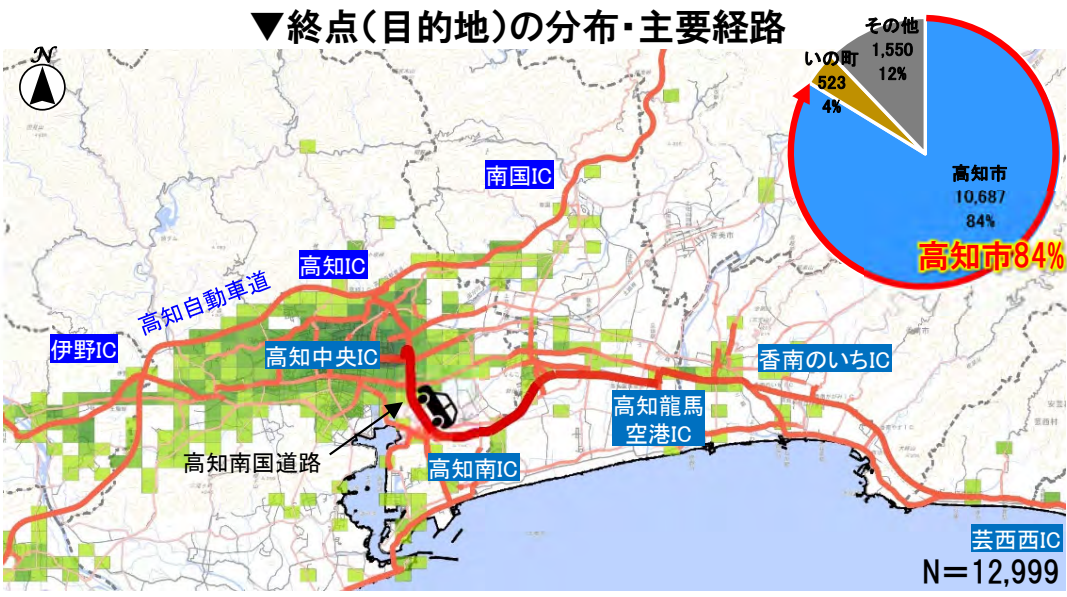 ▼終点(目的地)の分布・主要経路
N
その他
1,550
12%
いの町
523
4%
高知市
10,687
84%
高知市84%
南国IC
高知IC
高知自動車道
伊野IC
高知中央IC
香南のいちIC
高知龍馬
空港IC
高知南国道路
高知南IC
芸西西IC
N=12,999